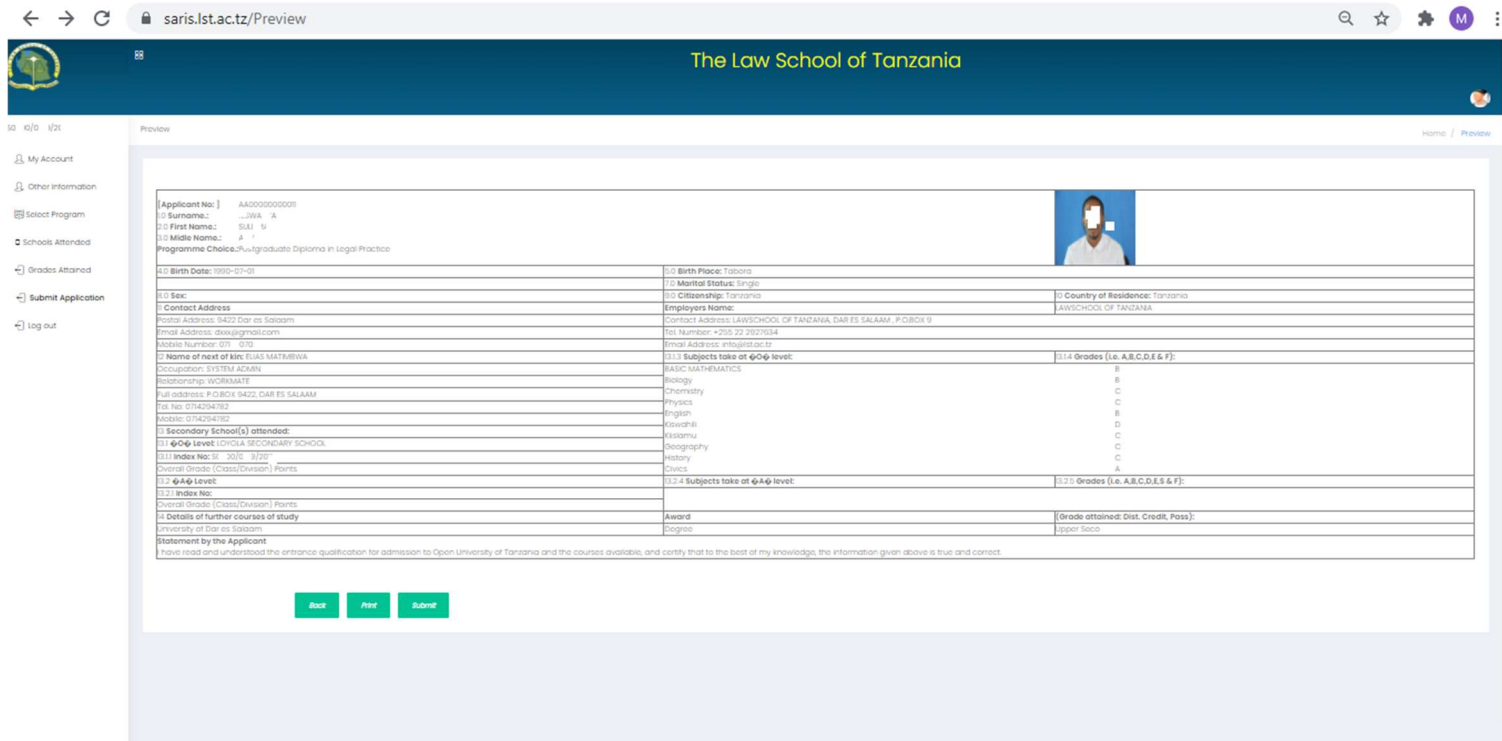 saris.lst.ac.tz/Preview
M
The Law School of Tanzania
Preview
Home / Preview
My Account
Other Information
Select Program
Schools Attended
Grades Attained
Submit Application
Log out
[Applicant No: ] AA0000000011
1.0 Surname.:
2.0 First Name.:
3.0 Midle Name.: A
Programme Choice.: Postgraduate Diploma in Legal Practice
4.0 Birth Date: 1990-07-01 5.0 Birth Place: Tabora
7.0 Marital Status: Single
8.0 Sex: 9.0 Citizenship: Tanzania 10 Country of Residence: Tanzania
11 Contact Address Employers Name: LAWSCHOOL OF TANZANIA
Postal Address: 9422 Dar es Salaam Contact Address: LAWSCHOOL OF TANZANIA, DAR ES SALAAM , P.O.BOX 9
Email Address: Tel. Number: +255 22 2927634
Mobile Number: 071 070 Email Address: info@lst.ac.tz
12 Name of next of kin: ELIAS MATIMBWA 13.1.3 Subjects take at �O� level: 13.1.4 Grades (i.e. A,B,C,D,E & F):
Occupation: SYSTEM ADMIN BASIC MATHEMATICS B
Relationship: WORKMATE Biology B
Full address: P.O.BOX 9422, DAR ES SALAAM Chemistry C
Tel. No: 0714294782 Physics C
Mobile: 0714294782 English B
13 Secondary School(s) attended: Kiswahili D
13.1 �O� Level: LOYOLA SECONDARY SCHOOL Kiislamu C
Geography C
13.1.1 Index No: History C
Overall Grade (Class/Division) Points Civics A
13.2 �A� Level: 13.2.4 Subjects take at �A� level: 13.2.5 Grades (i.e. A,B,C,D,E,S & F):
13.2.1 Index No:
Overall Grade (Class/Division) Points
14 Details of further courses of study Award (Grade attained: Dist. Credit, Pass):
University of Dar es Salaam Degree Upper Seco
Statement by the Applicant
I have read and understood the entrance qualification for admission to Open University of Tanzania and the courses available, and certify that to the best of my knowledge, the information given above is true and correct.
Back Print Submit